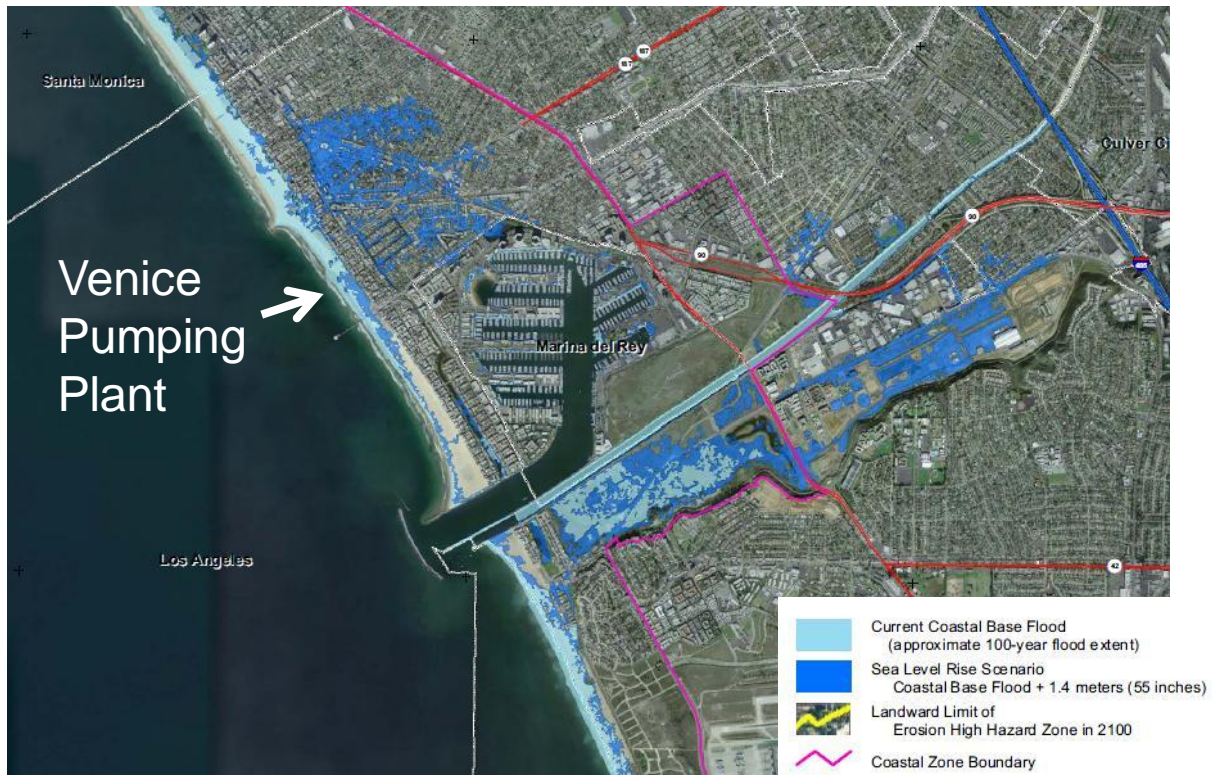 Santa Monica
187
187
Culver Ci
90
90
405
Venice
Pumping
Plant
Marina del Rey
Los Angeles
42
Current Coastal Base Flood
(approximate 100-year flood extent)
Sea Level Rise Scenario
Coastal Base Flood + 1.4 meters (55 inches)
Landward Limit of
Erosion High Hazard Zone in 2100
Coastal Zone Boundary